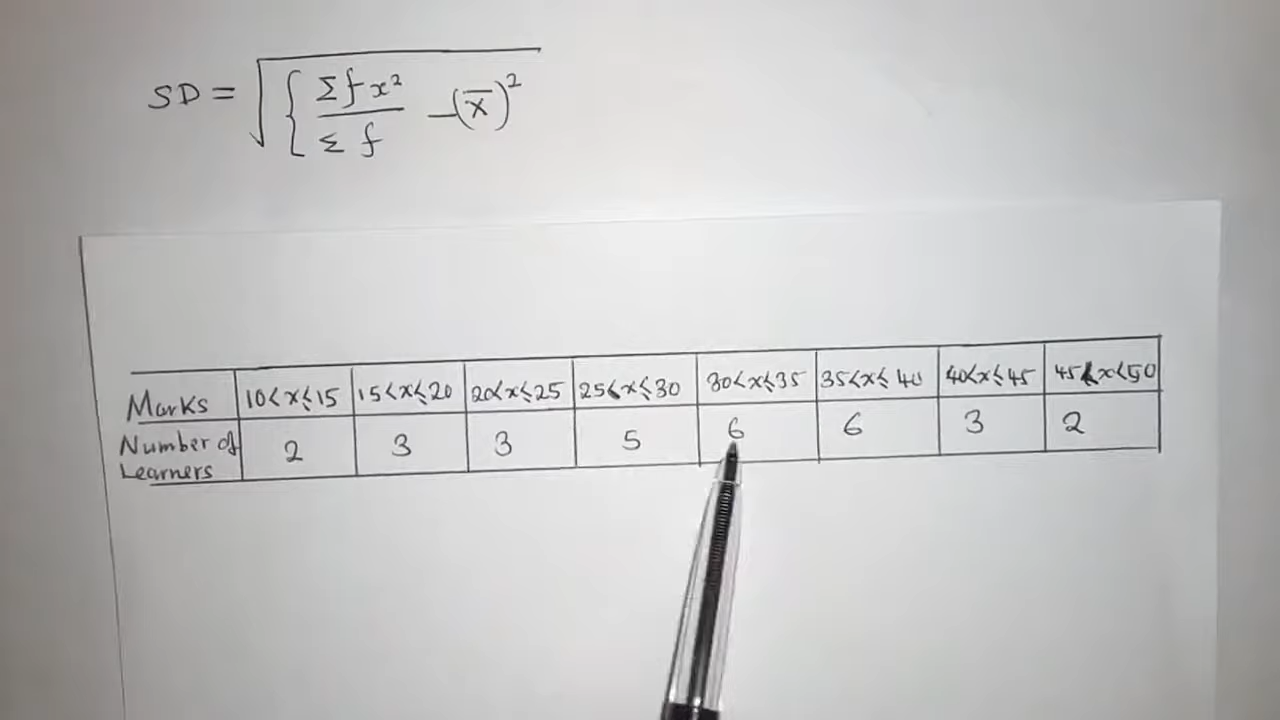 SD = √{ Σfx² / Σf - (x̄)²
Marks 10<x≤15 15<x≤20 20<x≤25 25<x≤30 30<x≤35 35<x≤40 40<x≤45 45<x<50
Number of Learners 2 3 3 5 6 6 3 2